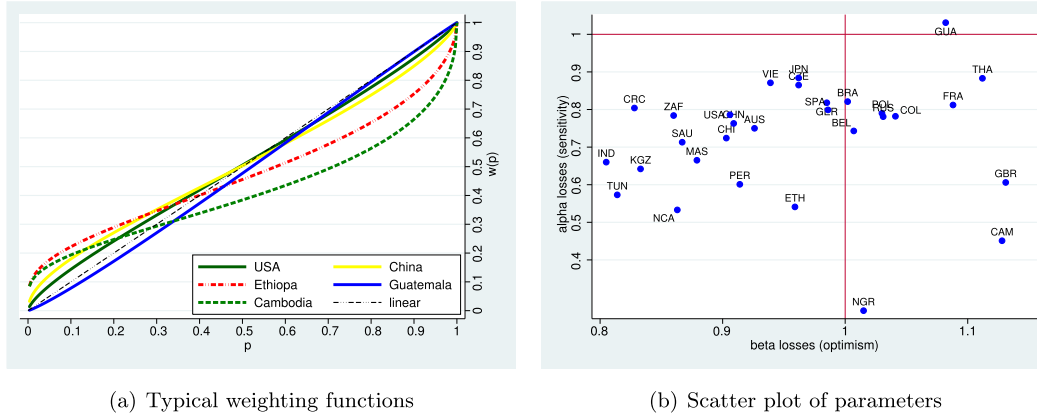 1
0.9
0.8
0.7
0.6
0.5
0.4
0.3
0.2
0.1
0
w(p)
USA China
Ethiopa Guatemala
Cambodia linear
0 0.1 0.2 0.3 0.4 0.5 0.6 0.7 0.8 0.9 1
p
(a) Typical weighting functions
alpha losses (sensitivity)
1
0.9
0.8
0.7
0.6
0.5
0.4
GUA
JPN
THA
VIE
CZE
FRA
CRC
SPA
BRA
ZAF
GER
POL
RUS
COL
USA
CHN
AUS
BEL
SAU
CHI
IND
KGZ
MAS
GBR
TUN
PER
NCA
ETH
CAM
NGR
0.8 0.9 1 1.1
beta losses (optimism)
(b) Scatter plot of parameters